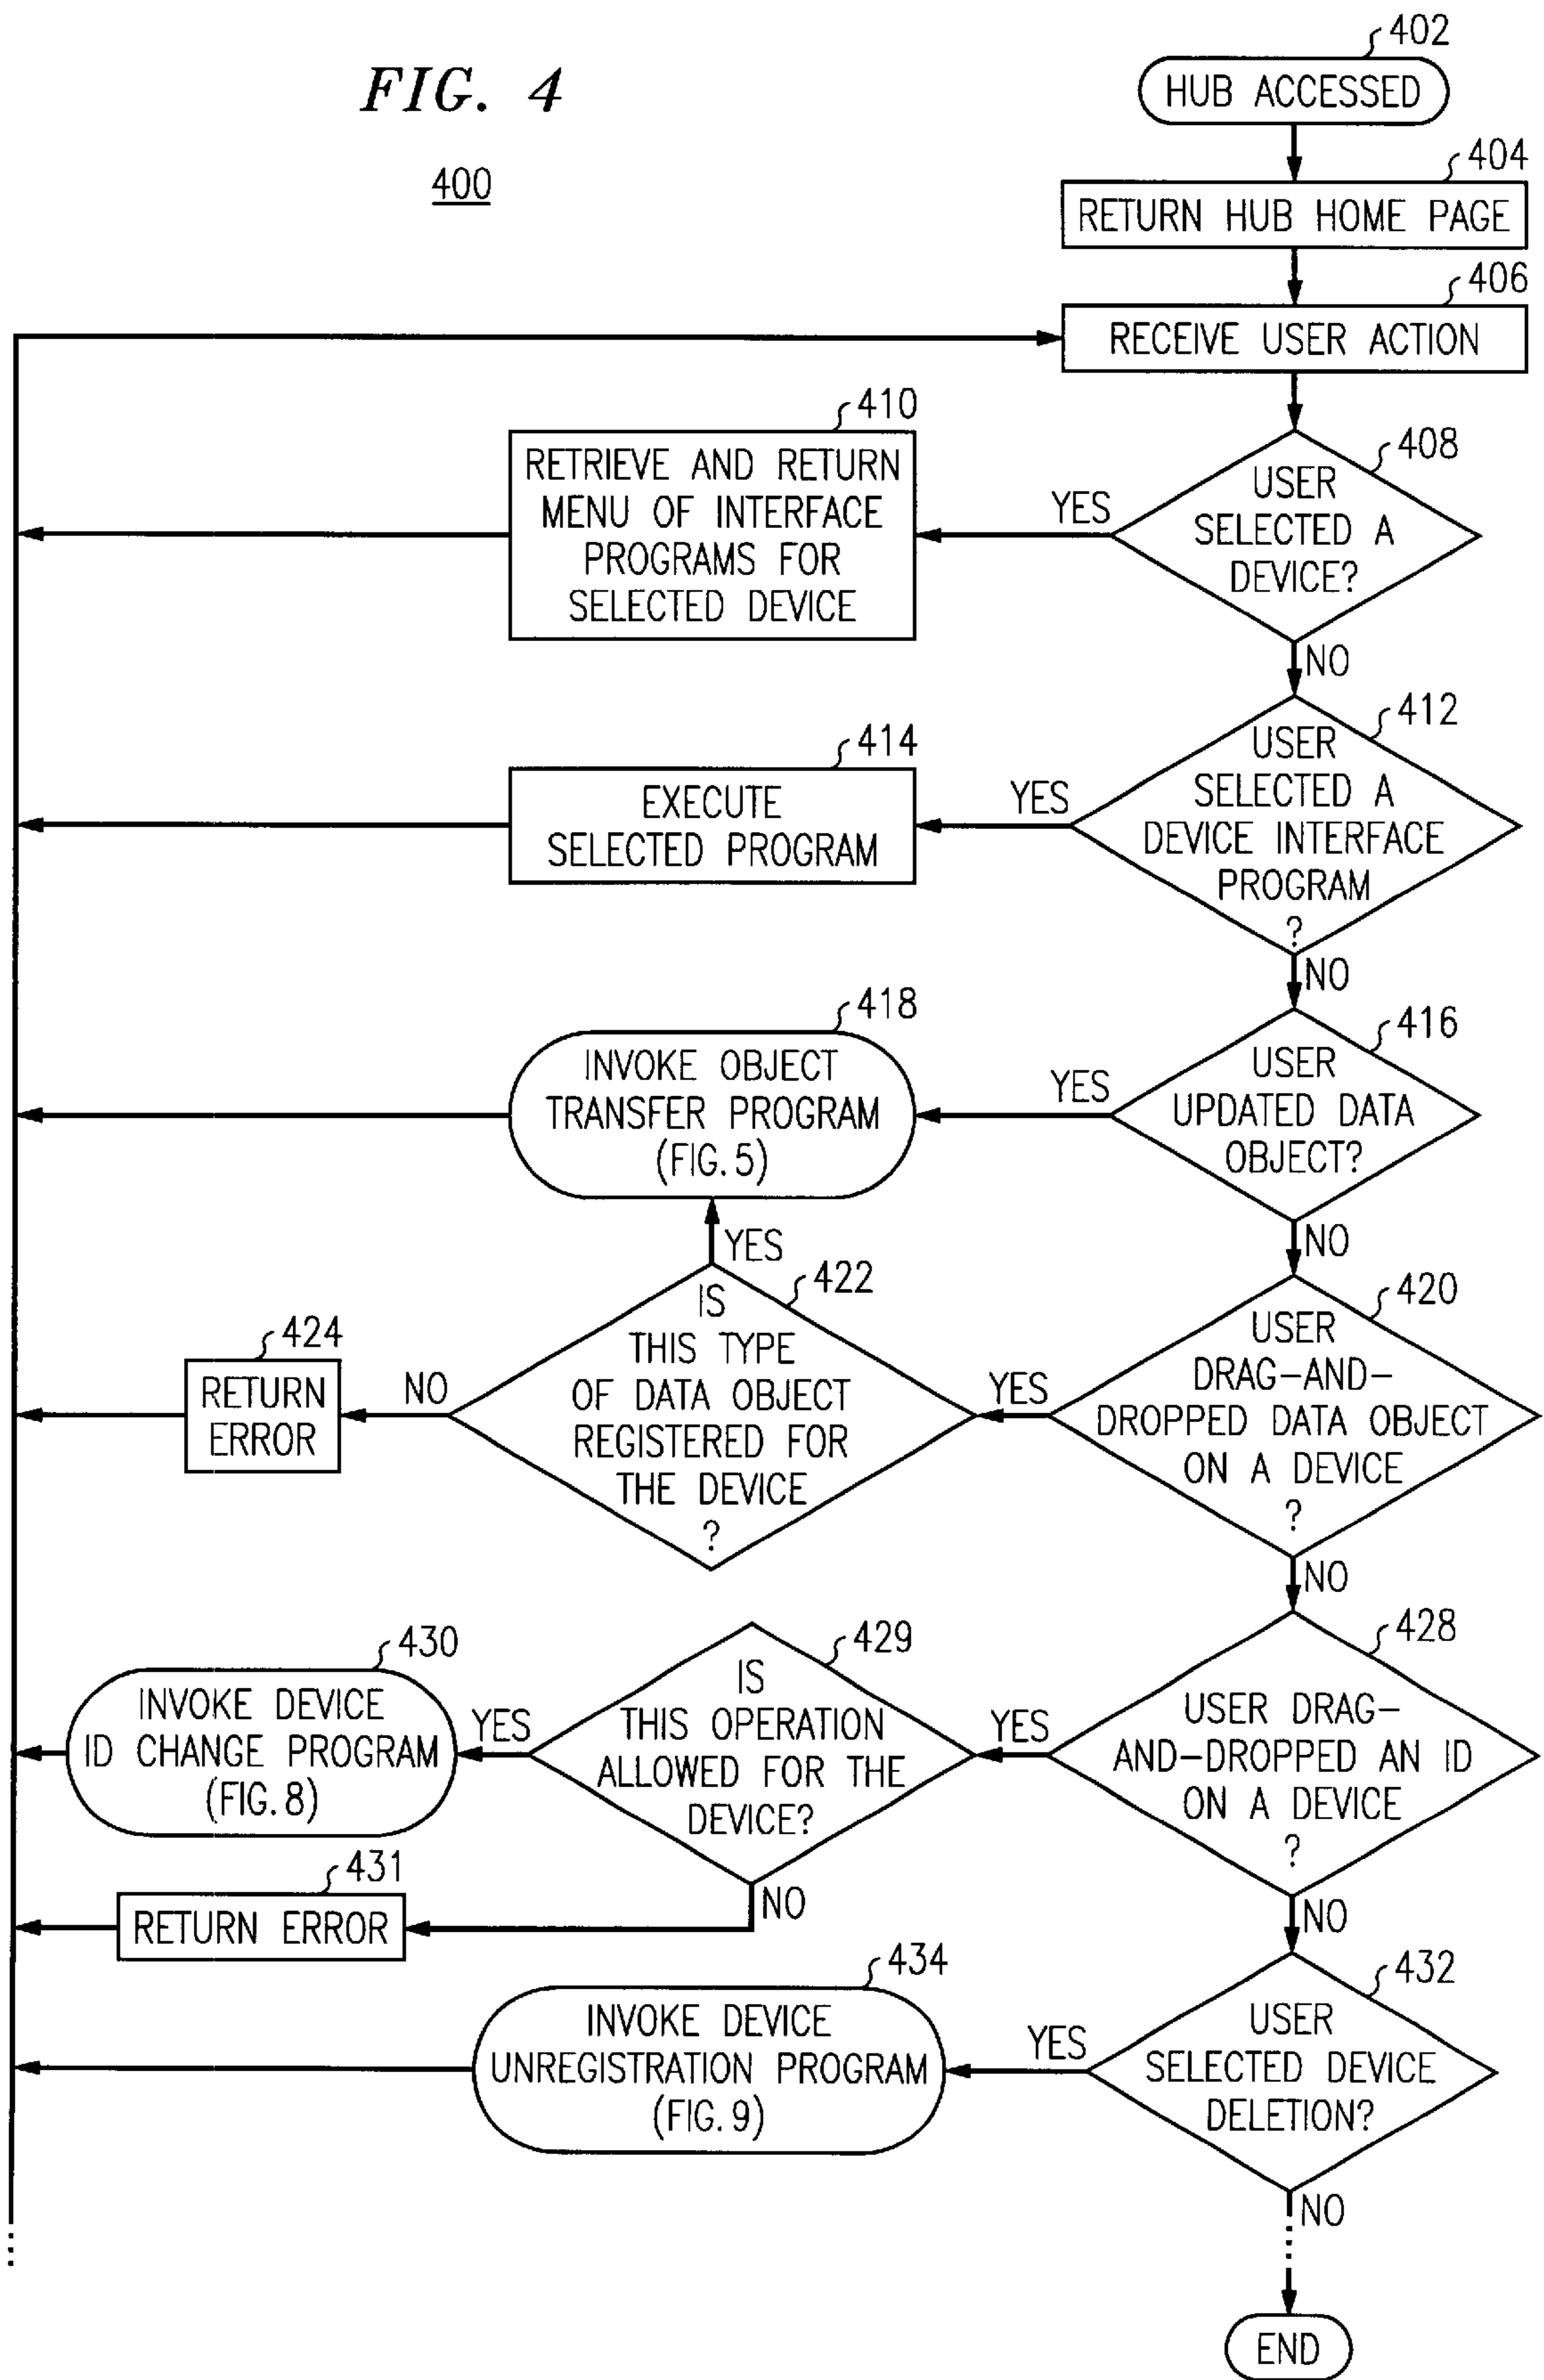 FIG. 4
400
402
HUB ACCESSED
404
RETURN HUB HOME PAGE
406
RECEIVE USER ACTION
408
USER
SELECTED A
DEVICE?
YES
NO
410
RETRIEVE AND RETURN
MENU OF INTERFACE
PROGRAMS FOR
SELECTED DEVICE
412
USER
SELECTED A
DEVICE INTERFACE
PROGRAM
?
YES
NO
414
EXECUTE
SELECTED PROGRAM
416
USER
UPDATED DATA
OBJECT?
YES
NO
418
INVOKE OBJECT
TRANSFER PROGRAM
(FIG. 5)
420
USER
DRAG-AND-
DROPPED DATA OBJECT
ON A DEVICE
?
YES
NO
422
IS
THIS TYPE
OF DATA OBJECT
REGISTERED FOR
THE DEVICE
?
YES
NO
424
RETURN
ERROR
428
USER DRAG-
AND-DROPPED AN ID
ON A DEVICE
?
YES
NO
429
IS
THIS OPERATION
ALLOWED FOR THE
DEVICE?
YES
NO
430
INVOKE DEVICE
ID CHANGE PROGRAM
(FIG. 8)
431
RETURN ERROR
432
USER
SELECTED DEVICE
DELETION?
YES
NO
434
INVOKE DEVICE
UNREGISTRATION PROGRAM
(FIG. 9)
END